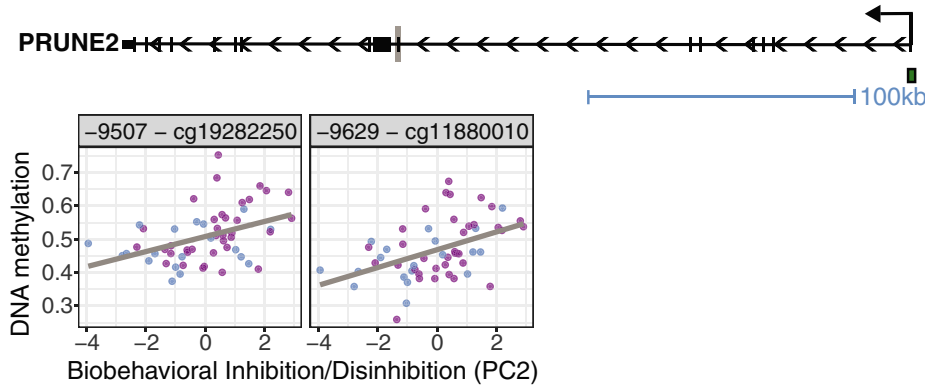 PRUNE2
100kb
−9507 − cg19282250
−9629 − cg11880010
DNA methylation
0.7
0.6
0.5
0.4
0.3
−4 −2 0 2 −4 −2 0 2
Biobehavioral Inhibition/Disinhibition (PC2)